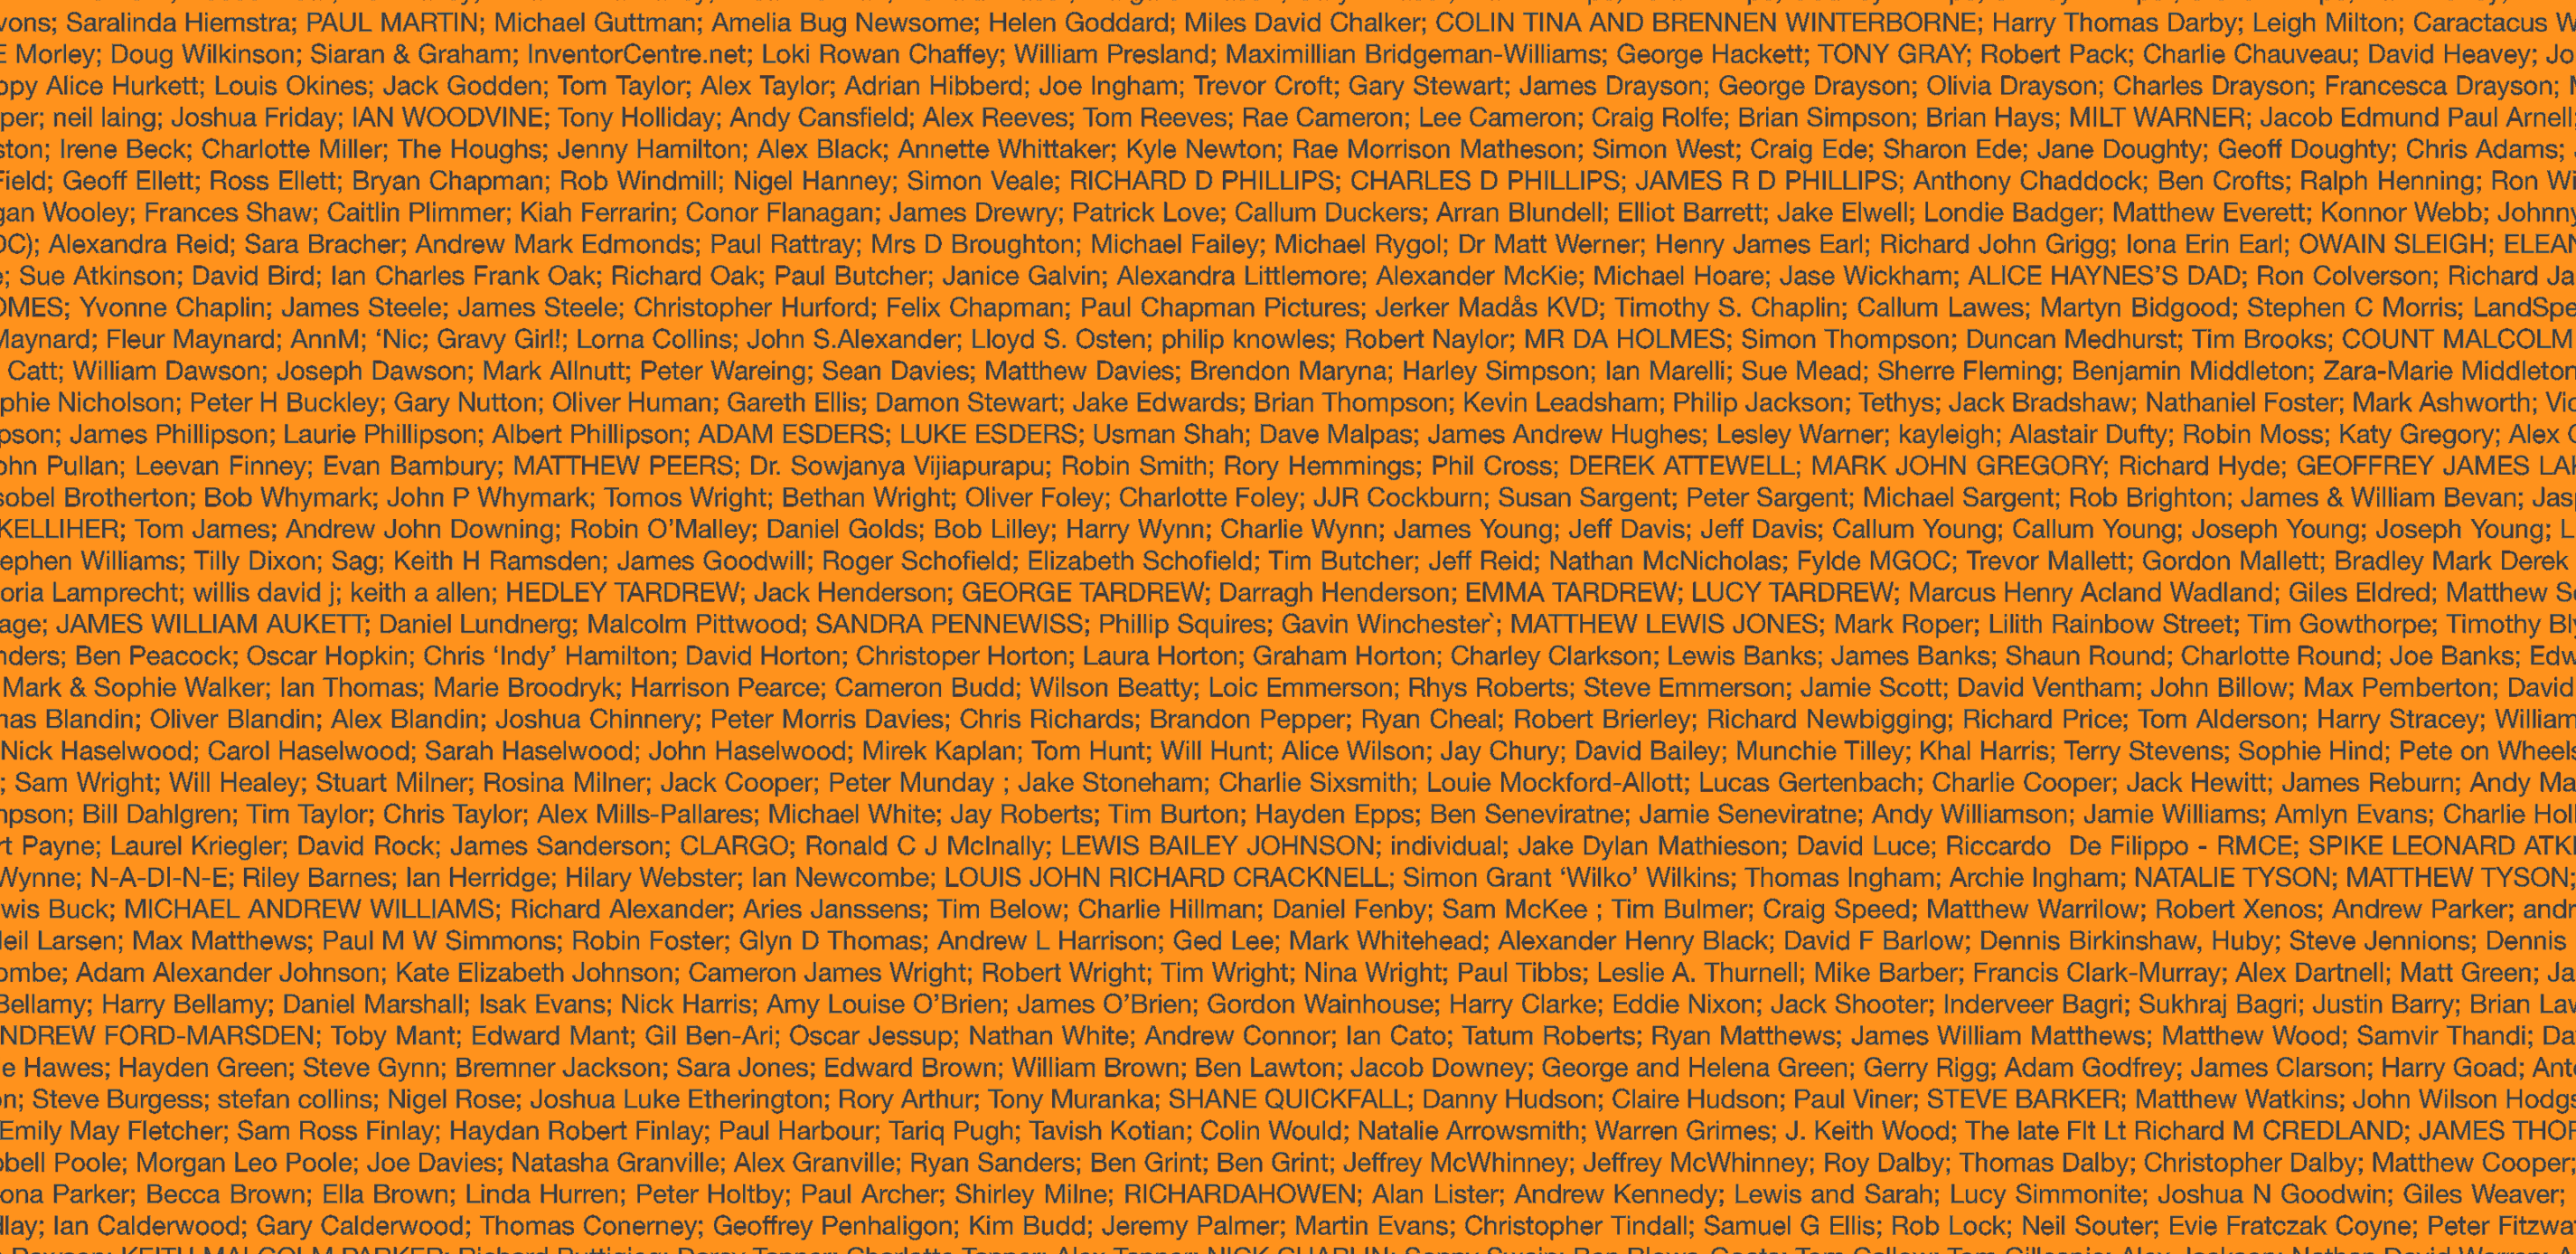 vons; Saralinda Hiemstra; PAUL MARTIN; Michael Guttman; Amelia Bug Newsome; Helen Goddard; Miles David Chalker; COLIN TINA AND BRENNEN WINTERBORNE; Harry Thomas Darby; Leigh Milton; Caractacus W
E Morley; Doug Wilkinson; Siaran & Graham; InventorCentre.net; Loki Rowan Chaffey; William Presland; Maximillian Bridgeman-Williams; George Hackett; TONY GRAY; Robert Pack; Charlie Chauveau; David Heavey; Jo
ppy Alice Hurkett; Louis Okines; Jack Godden; Tom Taylor; Alex Taylor; Adrian Hibberd; Joe Ingham; Trevor Croft; Gary Stewart; James Drayson; George Drayson; Olivia Drayson; Charles Drayson; Francesca Drayson;
per; neil laing; Joshua Friday; IAN WOODVINE; Tony Holliday; Andy Cansfield; Alex Reeves; Tom Reeves; Rae Cameron; Lee Cameron; Craig Rolfe; Brian Simpson; Brian Hays; MILT WARNER; Jacob Edmund Paul Arnell;
ston; Irene Beck; Charlotte Miller; The Houghs; Jenny Hamilton; Alex Black; Annette Whittaker; Kyle Newton; Rae Morrison Matheson; Simon West; Craig Ede; Sharon Ede; Jane Doughty; Geoff Doughty; Chris Adams;
Field; Geoff Ellett; Ross Ellett; Bryan Chapman; Rob Windmill; Nigel Hanney; Simon Veale; RICHARD D PHILLIPS; CHARLES D PHILLIPS; JAMES R D PHILLIPS; Anthony Chaddock; Ben Crofts; Ralph Henning; Ron Wi
gan Wooley; Frances Shaw; Caitlin Plimmer; Kiah Ferrarin; Conor Flanagan; James Drewry; Patrick Love; Callum Duckers; Arran Blundell; Elliot Barrett; Jake Elwell; Londie Badger; Matthew Everett; Konnor Webb; Johnny
OC); Alexandra Reid; Sara Bracher; Andrew Mark Edmonds; Paul Rattray; Mrs D Broughton; Michael Failey; Michael Rygol; Dr Matt Werner; Henry James Earl; Richard John Grigg; Iona Erin Earl; OWAIN SLEIGH; ELEAN
e; Sue Atkinson; David Bird; Ian Charles Frank Oak; Richard Oak; Paul Butcher; Janice Galvin; Alexandra Littlemore; Alexander McKie; Michael Hoare; Jase Wickham; ALICE HAYNES’S DAD; Ron Colverson; Richard Ja
OMES; Yvonne Chaplin; James Steele; James Steele; Christopher Hurford; Felix Chapman; Paul Chapman Pictures; Jerker Madås KVD; Timothy S. Chaplin; Callum Lawes; Martyn Bidgood; Stephen C Morris; LandSpe
Maynard; Fleur Maynard; AnnM; ‘Nic; Gravy Girl!; Lorna Collins; John S.Alexander; Lloyd S. Osten; philip knowles; Robert Naylor; MR DA HOLMES; Simon Thompson; Duncan Medhurst; Tim Brooks; COUNT MALCOLM
Catt; William Dawson; Joseph Dawson; Mark Allnutt; Peter Wareing; Sean Davies; Matthew Davies; Brendon Maryna; Harley Simpson; Ian Marelli; Sue Mead; Sherre Fleming; Benjamin Middleton; Zara-Marie Middleton
phie Nicholson; Peter H Buckley; Gary Nutton; Oliver Human; Gareth Ellis; Damon Stewart; Jake Edwards; Brian Thompson; Kevin Leadsham; Philip Jackson; Tethys; Jack Bradshaw; Nathaniel Foster; Mark Ashworth; Vic
pson; James Phillipson; Laurie Phillipson; Albert Phillipson; ADAM ESDERS; LUKE ESDERS; Usman Shah; Dave Malpas; James Andrew Hughes; Lesley Warner; kayleigh; Alastair Dufty; Robin Moss; Katy Gregory; Alex
ohn Pullan; Leevan Finney; Evan Bambury; MATTHEW PEERS; Dr. Sowjanya Vijiapurapu; Robin Smith; Rory Hemmings; Phil Cross; DEREK ATTEWELL; MARK JOHN GREGORY; Richard Hyde; GEOFFREY JAMES LAK
sobel Brotherton; Bob Whymark; John P Whymark; Tomos Wright; Bethan Wright; Oliver Foley; Charlotte Foley; JJR Cockburn; Susan Sargent; Peter Sargent; Michael Sargent; Rob Brighton; James & William Bevan; Jas
KELLIHER; Tom James; Andrew John Downing; Robin O’Malley; Daniel Golds; Bob Lilley; Harry Wynn; Charlie Wynn; James Young; Jeff Davis; Jeff Davis; Callum Young; Callum Young; Joseph Young; Joseph Young; L
ephen Williams; Tilly Dixon; Sag; Keith H Ramsden; James Goodwill; Roger Schofield; Elizabeth Schofield; Tim Butcher; Jeff Reid; Nathan McNicholas; Fylde MGOC; Trevor Mallett; Gordon Mallett; Bradley Mark Derek
oria Lamprecht; willis david j; keith a allen; HEDLEY TARDREW; Jack Henderson; GEORGE TARDREW; Darragh Henderson; EMMA TARDREW; LUCY TARDREW; Marcus Henry Acland Wadland; Giles Eldred; Matthew S
age; JAMES WILLIAM AUKETT; Daniel Lundnerg; Malcolm Pittwood; SANDRA PENNEWISS; Phillip Squires; Gavin Winchester`; MATTHEW LEWIS JONES; Mark Roper; Lilith Rainbow Street; Tim Gowthorpe; Timothy Bl
nders; Ben Peacock; Oscar Hopkin; Chris ‘Indy’ Hamilton; David Horton; Christoper Horton; Laura Horton; Graham Horton; Charley Clarkson; Lewis Banks; James Banks; Shaun Round; Charlotte Round; Joe Banks; Edw
Mark & Sophie Walker; Ian Thomas; Marie Broodryk; Harrison Pearce; Cameron Budd; Wilson Beatty; Loic Emmerson; Rhys Roberts; Steve Emmerson; Jamie Scott; David Ventham; John Billow; Max Pemberton; David
nas Blandin; Oliver Blandin; Alex Blandin; Joshua Chinnery; Peter Morris Davies; Chris Richards; Brandon Pepper; Ryan Cheal; Robert Brierley; Richard Newbigging; Richard Price; Tom Alderson; Harry Stracey; William
Nick Haselwood; Carol Haselwood; Sarah Haselwood; John Haselwood; Mirek Kaplan; Tom Hunt; Will Hunt; Alice Wilson; Jay Chury; David Bailey; Munchie Tilley; Khal Harris; Terry Stevens; Sophie Hind; Pete on Wheels
; Sam Wright; Will Healey; Stuart Milner; Rosina Milner; Jack Cooper; Peter Munday ; Jake Stoneham; Charlie Sixsmith; Louie Mockford-Allott; Lucas Gertenbach; Charlie Cooper; Jack Hewitt; James Reburn; Andy Ma
mpson; Bill Dahlgren; Tim Taylor; Chris Taylor; Alex Mills-Pallares; Michael White; Jay Roberts; Tim Burton; Hayden Epps; Ben Seneviratne; Jamie Seneviratne; Andy Williamson; Jamie Williams; Amlyn Evans; Charlie Holl
rt Payne; Laurel Kriegler; David Rock; James Sanderson; CLARGO; Ronald C J McInally; LEWIS BAILEY JOHNSON; individual; Jake Dylan Mathieson; David Luce; Riccardo  De Filippo - RMCE; SPIKE LEONARD ATKI
Wynne; N-A-DI-N-E; Riley Barnes; Ian Herridge; Hilary Webster; Ian Newcombe; LOUIS JOHN RICHARD CRACKNELL; Simon Grant ‘Wilko’ Wilkins; Thomas Ingham; Archie Ingham; NATALIE TYSON; MATTHEW TYSON;
wis Buck; MICHAEL ANDREW WILLIAMS; Richard Alexander; Aries Janssens; Tim Below; Charlie Hillman; Daniel Fenby; Sam McKee ; Tim Bulmer; Craig Speed; Matthew Warrilow; Robert Xenos; Andrew Parker; andr
Neil Larsen; Max Matthews; Paul M W Simmons; Robin Foster; Glyn D Thomas; Andrew L Harrison; Ged Lee; Mark Whitehead; Alexander Henry Black; David F Barlow; Dennis Birkinshaw, Huby; Steve Jennions; Dennis
ombe; Adam Alexander Johnson; Kate Elizabeth Johnson; Cameron James Wright; Robert Wright; Tim Wright; Nina Wright; Paul Tibbs; Leslie A. Thurnell; Mike Barber; Francis Clark-Murray; Alex Dartnell; Matt Green; Ja
Bellamy; Harry Bellamy; Daniel Marshall; Isak Evans; Nick Harris; Amy Louise O’Brien; James O’Brien; Gordon Wainhouse; Harry Clarke; Eddie Nixon; Jack Shooter; Inderveer Bagri; Sukhraj Bagri; Justin Barry; Brian Lav
NDREW FORD-MARSDEN; Toby Mant; Edward Mant; Gil Ben-Ari; Oscar Jessup; Nathan White; Andrew Connor; Ian Cato; Tatum Roberts; Ryan Matthews; James William Matthews; Matthew Wood; Samvir Thandi; Da
e Hawes; Hayden Green; Steve Gynn; Bremner Jackson; Sara Jones; Edward Brown; William Brown; Ben Lawton; Jacob Downey; George and Helena Green; Gerry Rigg; Adam Godfrey; James Clarson; Harry Goad; Ant
n; Steve Burgess; stefan collins; Nigel Rose; Joshua Luke Etherington; Rory Arthur; Tony Muranka; SHANE QUICKFALL; Danny Hudson; Claire Hudson; Paul Viner; STEVE BARKER; Matthew Watkins; John Wilson Hodgs
Emily May Fletcher; Sam Ross Finlay; Haydan Robert Finlay; Paul Harbour; Tariq Pugh; Tavish Kotian; Colin Would; Natalie Arrowsmith; Warren Grimes; J. Keith Wood; The late Flt Lt Richard M CREDLAND; JAMES THOR
bell Poole; Morgan Leo Poole; Joe Davies; Natasha Granville; Alex Granville; Ryan Sanders; Ben Grint; Ben Grint; Jeffrey McWhinney; Jeffrey McWhinney; Roy Dalby; Thomas Dalby; Christopher Dalby; Matthew Cooper;
ona Parker; Becca Brown; Ella Brown; Linda Hurren; Peter Holtby; Paul Archer; Shirley Milne; RICHARDAHOWEN; Alan Lister; Andrew Kennedy; Lewis and Sarah; Lucy Simmonite; Joshua N Goodwin; Giles Weaver;
dlay; Ian Calderwood; Gary Calderwood; Thomas Conerney; Geoffrey Penhaligon; Kim Budd; Jeremy Palmer; Martin Evans; Christopher Tindall; Samuel G Ellis; Rob Lock; Neil Souter; Evie Fratczak Coyne; Peter Fitzwa